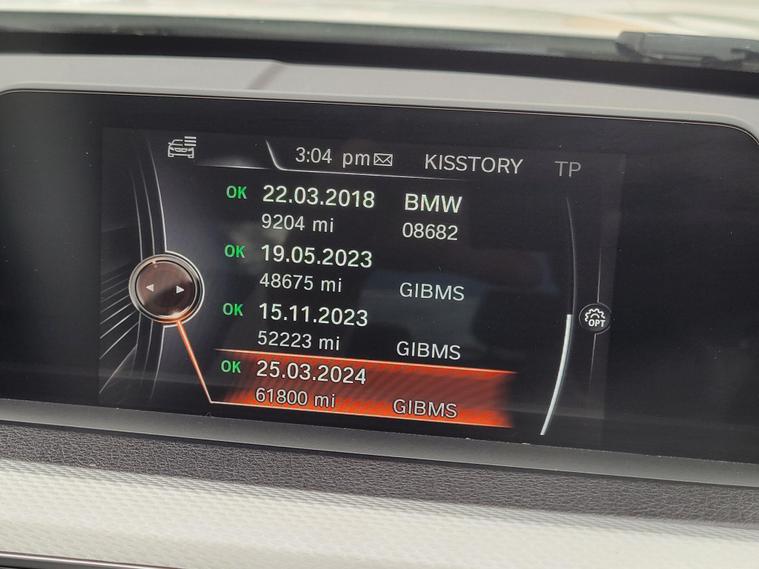 3:04 pm KISSTORY TP
OK 22.03.2018 BMW
9204 mi 08682
OK 19.05.2023
48675 mi GIBMS
OK 15.11.2023
52223 mi GIBMS
OPT
OK 25.03.2024
61800 mi GIBMS